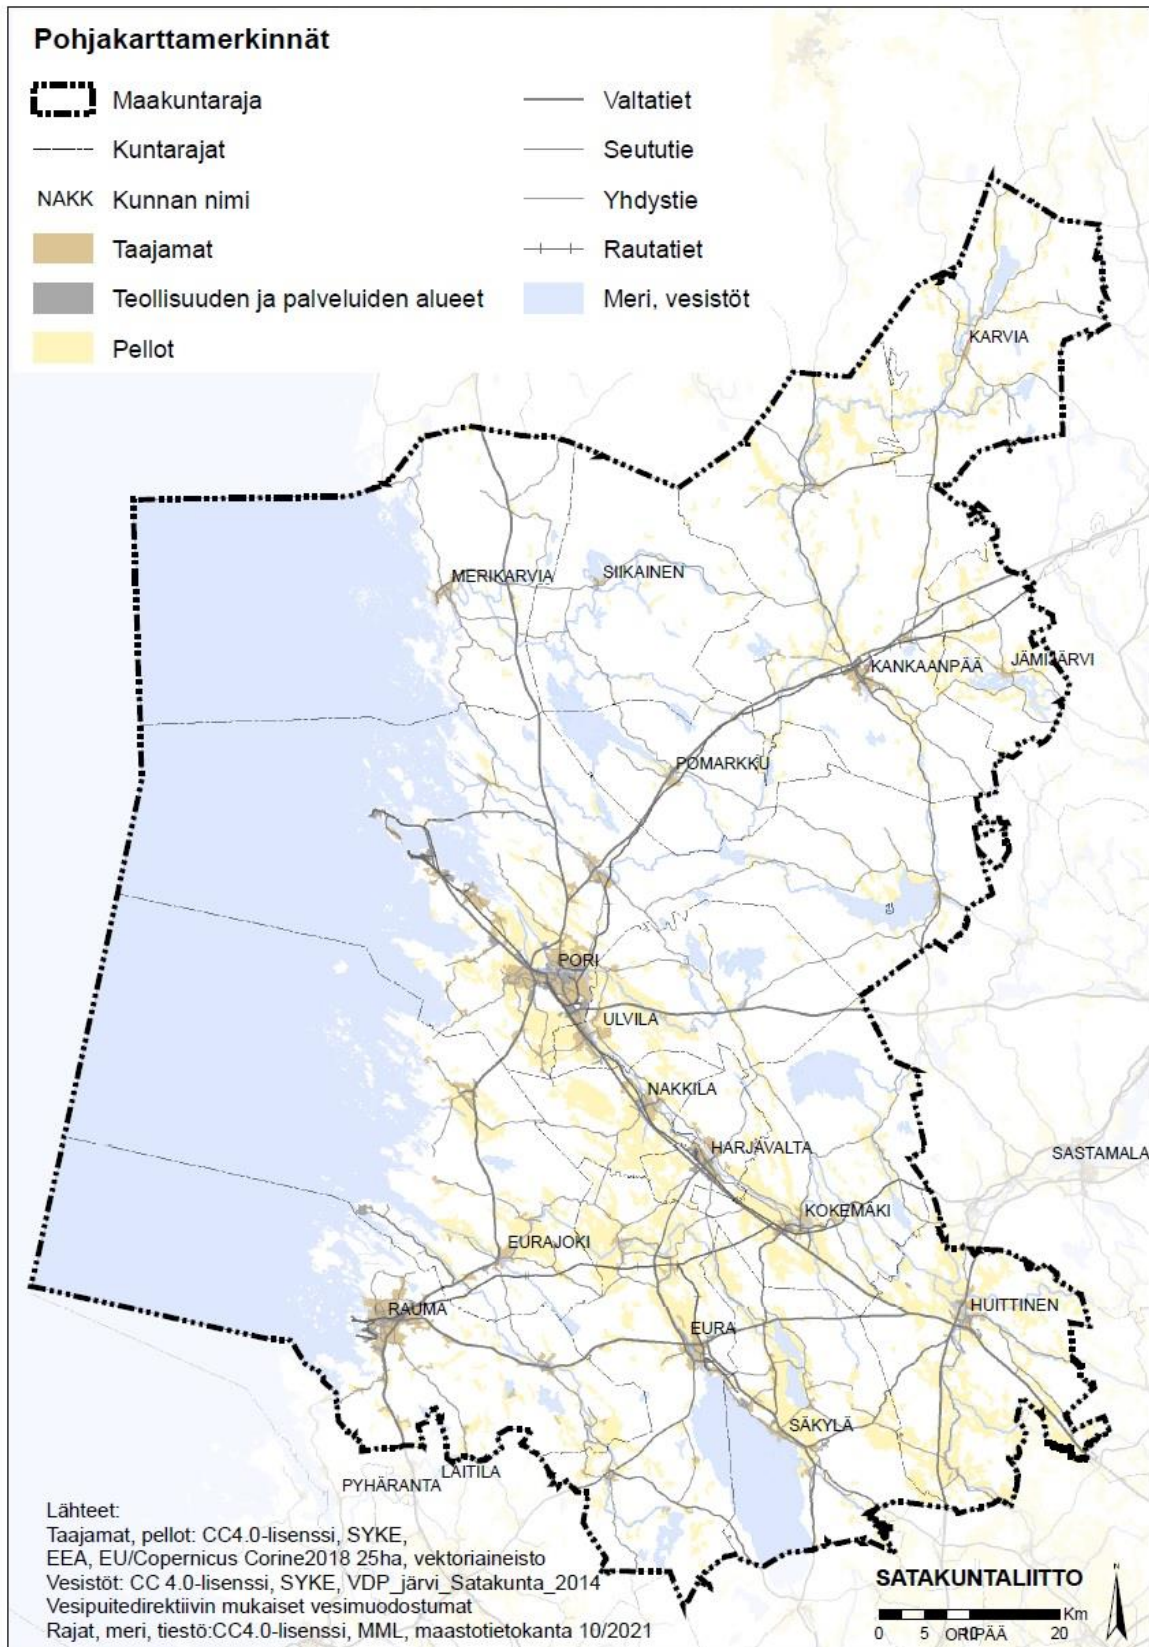 Pohjakarttamerkinnät
Maakuntaraja
Kuntarajat
NAKK Kunnan nimi
Taajamat
Teollisuuden ja palveluiden alueet
Pellot
Valtatiet
Seututie
Yhdystie
Rautatiet
Meri, vesistöt
KARVIA
MERIKARVIA
SIIKAINEN
KANKAANPÄÄ
JÄMIJÄRVI
POMARKKU
PORI
ULVILA
NAKKILA
HARJAVALTA
SASTAMALA
KOKEMÄKI
EURAJOKI
RAUMA
HUITTINEN
EURA
SÄKYLÄ
LAITILA
PYHÄRANTA
Lähteet:
Taajamat, pellot: CC4.0-lisenssi, SYKE,
EEA, EU/Copernicus Corine2018 25ha, vektoriaineisto
Vesistöt: CC 4.0-lisenssi, SYKE, VDP_järvi_Satakunta_2014
Vesipuitedirektiivin mukaiset vesimuodostumat
Rajat, meri, tiestö:CC4.0-lisenssi, MML, maastotietokanta 10/2021
SATAKUNTALIITTO
N
Km
0 5 10 20
ORIPÄÄ